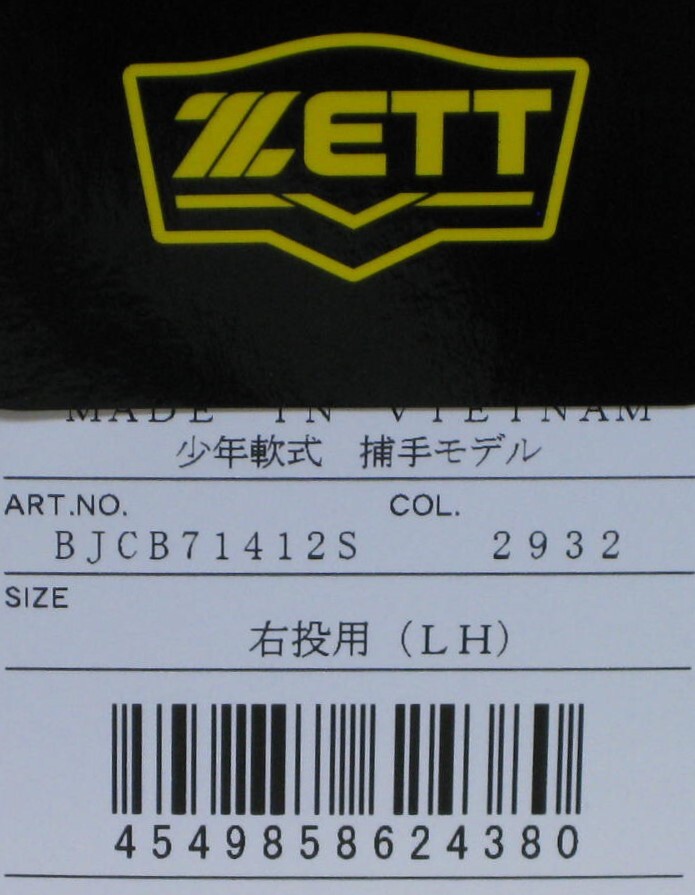 ZETT
MADE IN VIETNAM
少年軟式 捕手モデル
ART.NO. COL.
BJCB71412S 2932
SIZE
右投用（LH）
4549858624380